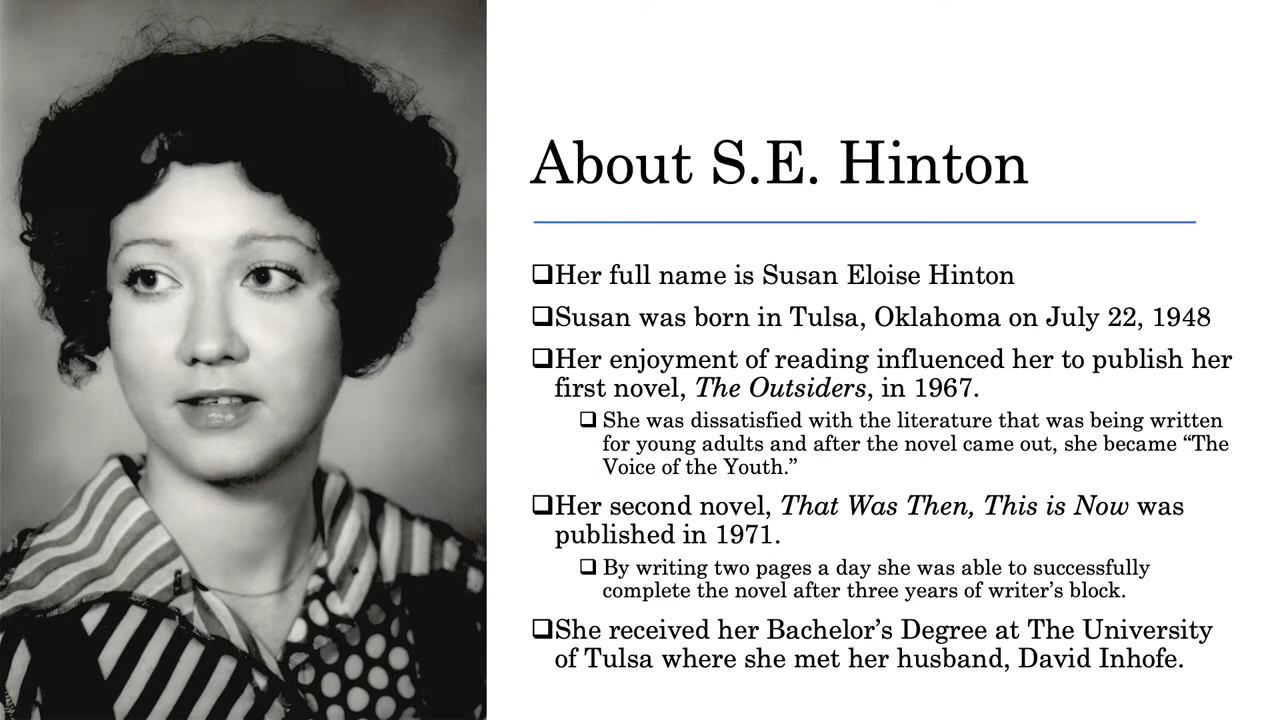 About S.E. Hinton
❑Her full name is Susan Eloise Hinton
❑Susan was born in Tulsa, Oklahoma on July 22, 1948
❑Her enjoyment of reading influenced her to publish her
first novel, The Outsiders, in 1967.
❑ She was dissatisfied with the literature that was being written
for young adults and after the novel came out, she became “The
Voice of the Youth.”
❑Her second novel, That Was Then, This is Now was
published in 1971.
❑ By writing two pages a day she was able to successfully
complete the novel after three years of writer’s block.
❑She received her Bachelor’s Degree at The University
of Tulsa where she met her husband, David Inhofe.